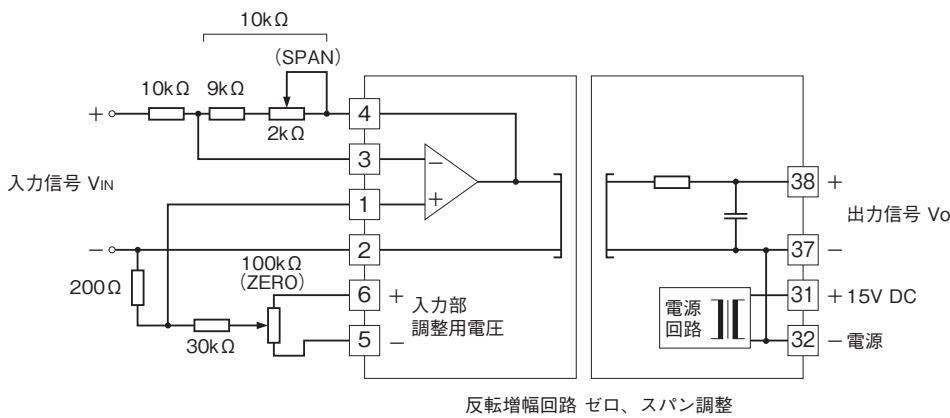 10kΩ
(SPAN)
10kΩ
9kΩ
2kΩ
+
4
3
−
1
+
入力信号 VIN
−
2
200Ω
100kΩ
(ZERO)
6
+
入力部
調整用電圧
5
−
30kΩ
38
+
出力信号 Vo
37
−
31
+15V DC
電源
回路
32
−電源
反転増幅回路 ゼロ、スパン調整